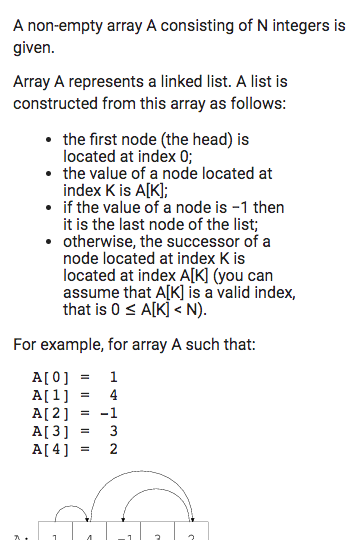 A non-empty array A consisting of N integers is
given.
Array A represents a linked list. A list is
constructed from this array as follows:
• the first node (the head) is
located at index 0;
• the value of a node located at
index K is A[K];
• if the value of a node is −1 then
it is the last node of the list;
• otherwise, the successor of a
node located at index K is
located at index A[K] (you can
assume that A[K] is a valid index,
that is 0 ≤ A[K] < N).
For example, for array A such that:
A[0] = 1
A[1] = 4
A[2] = -1
A[3] = 3
A[4] = 2
A: 1 4 -1 3 2